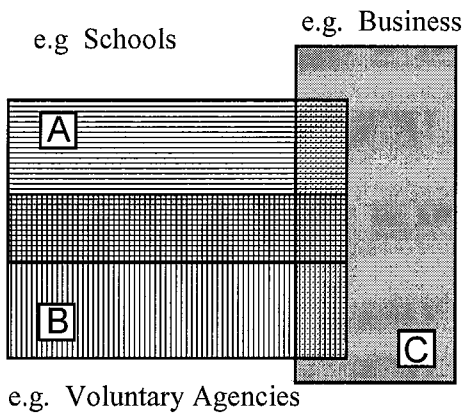 e.g Schools
e.g. Business
A
B
C
e.g. Voluntary Agencies